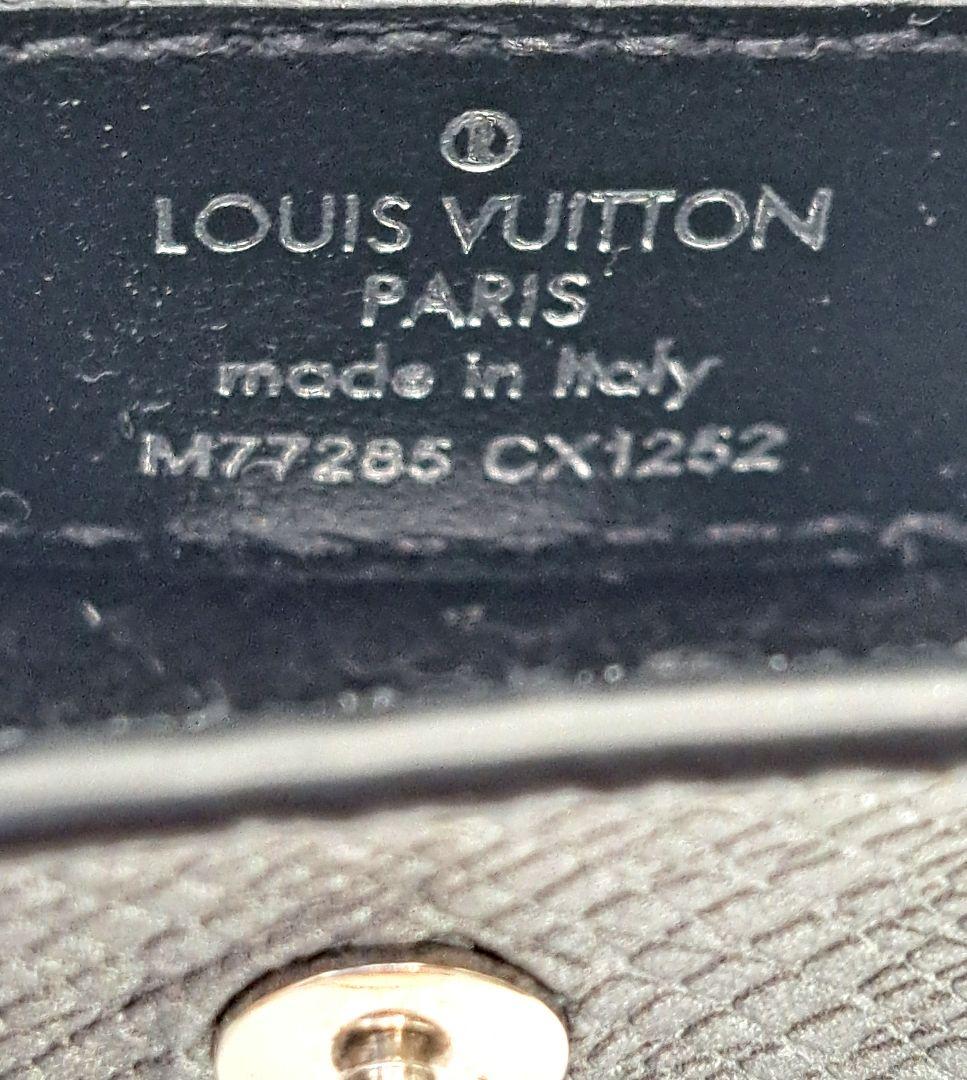 ®
LOUIS VUITTON
PARIS
made in Italy
M77285 CX1252